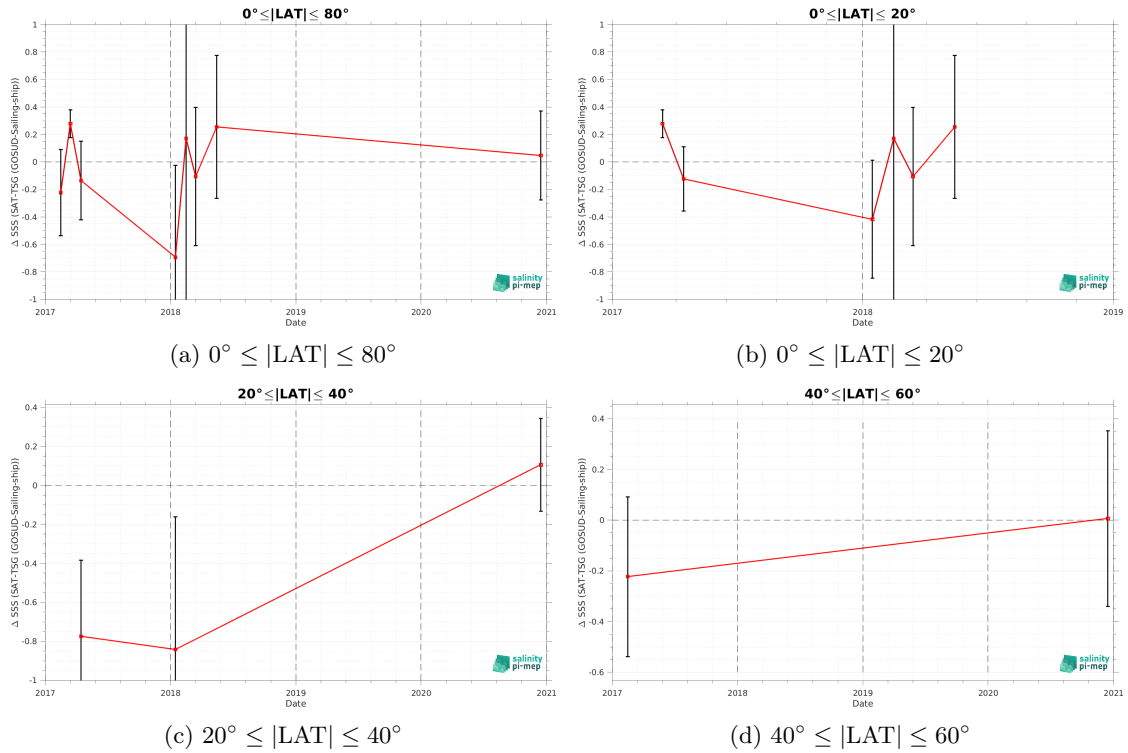 0°≤|LAT|≤ 80°
1
0.8
0.6
0.4
0.2
0
-0.2
-0.4
-0.6
-0.8
-1
Δ SSS (SAT-TSG (GOSUD-Sailing-ship))
2017
2018
2019
2020
2021
Date
salinity
pi-mep
(a) 0° ≤ |LAT| ≤ 80°
0°≤|LAT|≤ 20°
1
0.8
0.6
0.4
0.2
0
-0.2
-0.4
-0.6
-0.8
-1
Δ SSS (SAT-TSG (GOSUD-Sailing-ship))
2017
2018
2019
Date
salinity
pi-mep
(b) 0° ≤ |LAT| ≤ 20°
20°≤|LAT|≤ 40°
0.4
0.2
0
-0.2
-0.4
-0.6
-0.8
-1
Δ SSS (SAT-TSG (GOSUD-Sailing-ship))
2017
2018
2019
2020
2021
Date
salinity
pi-mep
(c) 20° ≤ |LAT| ≤ 40°
40°≤|LAT|≤ 60°
0.4
0.2
0
-0.2
-0.4
-0.6
Δ SSS (SAT-TSG (GOSUD-Sailing-ship))
2017
2018
2019
2020
2021
Date
salinity
pi-mep
(d) 40° ≤ |LAT| ≤ 60°